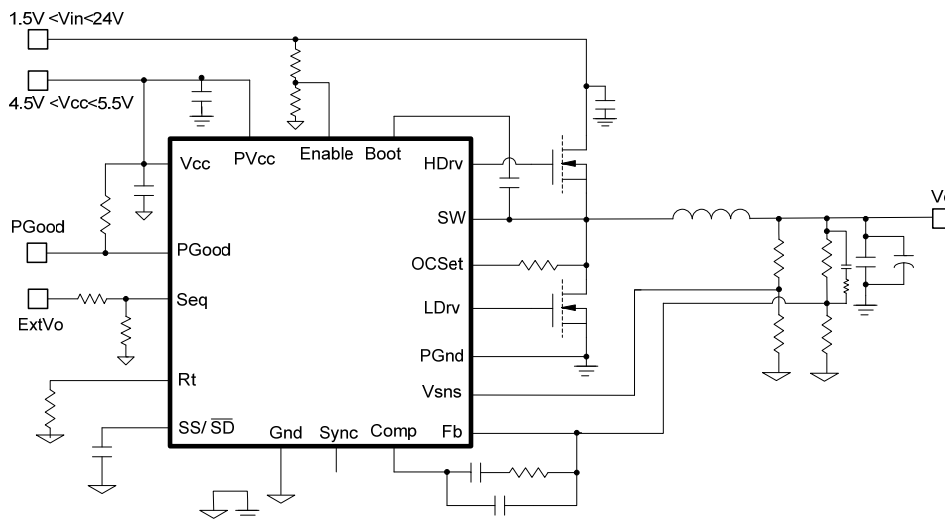 1.5V <Vin<24V
4.5V <Vcc<5.5V
Vcc
PVcc
Enable
Boot
HDrv
SW
PGood
PGood
OCSet
Seq
LDrv
ExtVo
PGnd
Rt
Vsns
SS/ SD
Gnd
Sync
Comp
Fb